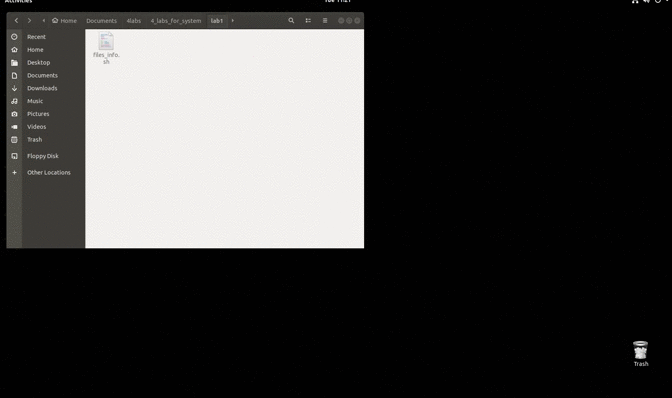 Activities
Tue 11:21
Home Documents 4labs 4_labs_for_system lab1
Recent
Home
Desktop
Documents
Downloads
Music
Pictures
Videos
Trash
Floppy Disk
Other Locations
files_info.
sh
Trash